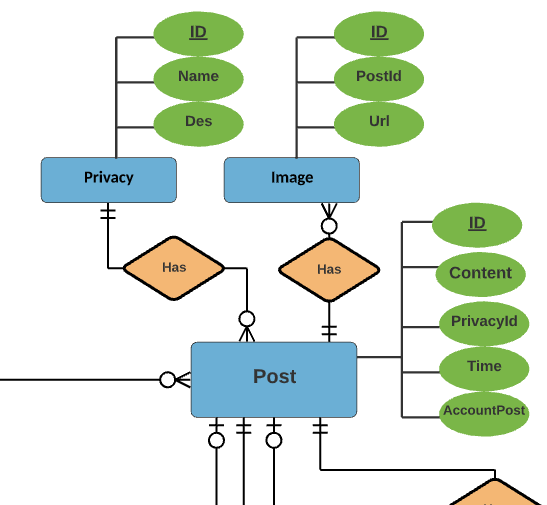 ID
Name
Des
Privacy
ID
PostId
Url
Image
Has
Has
ID
Content
PrivacyId
Time
AccountPost
Post